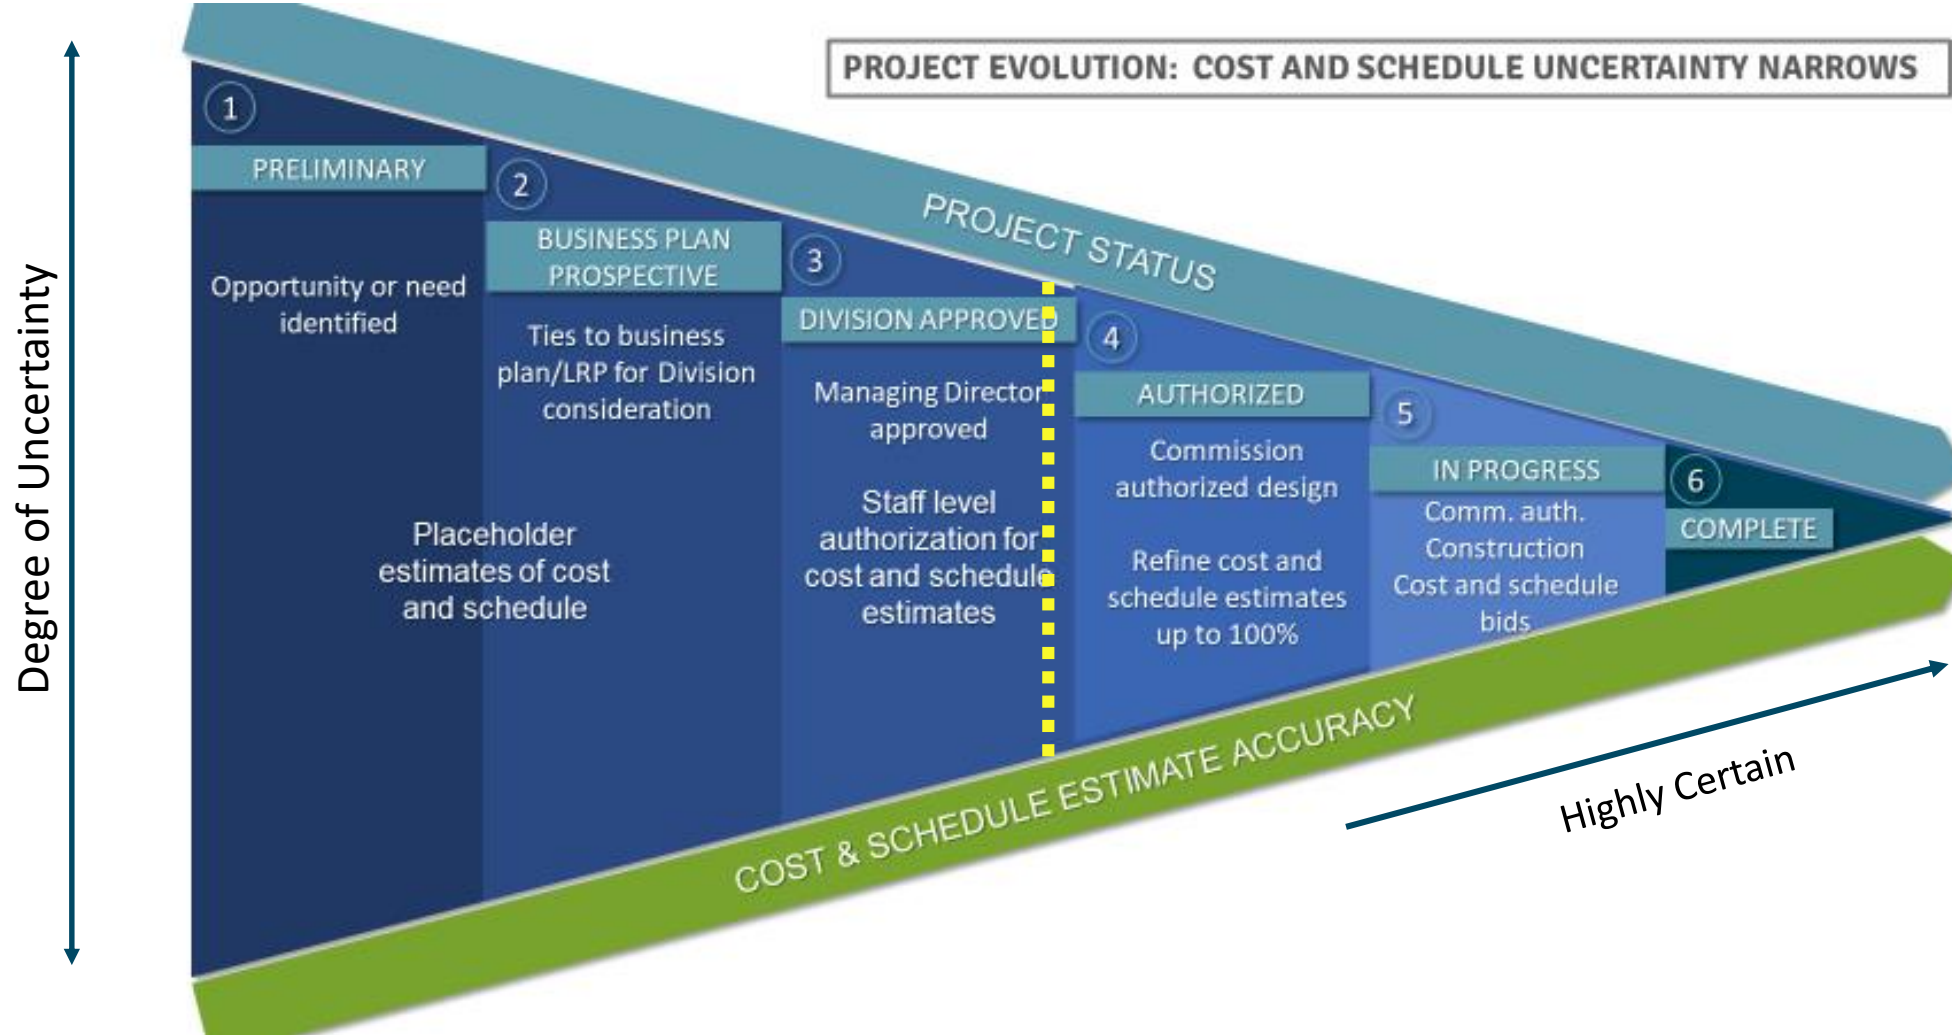 PROJECT EVOLUTION: COST AND SCHEDULE UNCERTAINTY NARROWS
Degree of Uncertainty
PROJECT STATUS
1
PRELIMINARY
Opportunity or need
identified
2
BUSINESS PLAN
PROSPECTIVE
Ties to business
plan/LRP for Division
consideration
Placeholder
estimates of cost
and schedule
3
DIVISION APPROVED
Managing Director
approved
Staff level
authorization for
cost and schedule
estimates
4
AUTHORIZED
Commission
authorized design
Refine cost and
schedule estimates
up to 100%
5
IN PROGRESS
Comm. auth.
Construction
Cost and schedule
bids
6
COMPLETE
COST & SCHEDULE ESTIMATE ACCURACY
Highly Certain